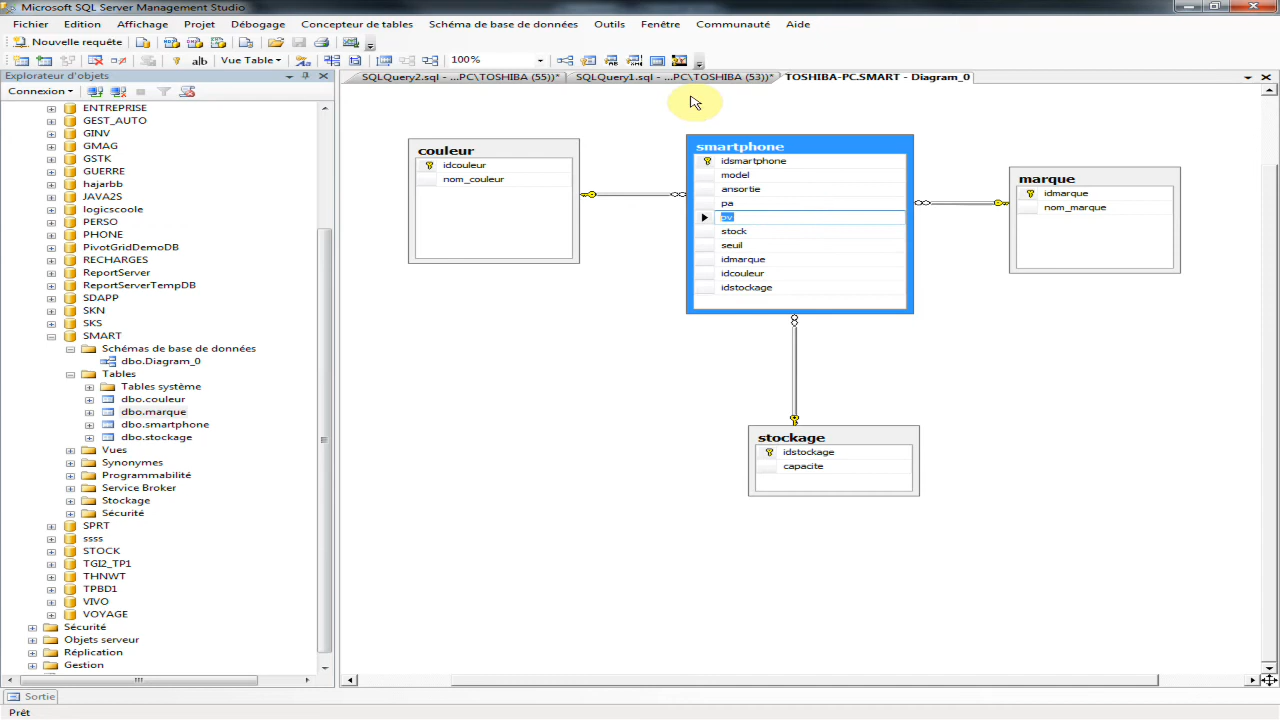 Microsoft SQL Server Management Studio
Fichier Edition Affichage Projet Débogage Concepteur de tables Schéma de base de données Outils Fenêtre Communauté Aide
Nouvelle requête
ab Vue Table 100%
Explorateur d'objets
SQLQuery2.sql - ...PC\TOSHIBA (55))* SQLQuery1.sql - ...PC\TOSHIBA (53))* TOSHIBA-PC.SMART - Diagram_0
Connexion
ENTREPRISE
GEST_AUTO
GINV
GMAG
GSTK
GUERRE
hajarbb
JAVA2S
logicscoole
PERSO
PHONE
PivotGridDemoDB
RECHARGES
ReportServer
ReportServerTempDB
SDAPP
SKN
SKS
SMART
Schémas de base de données
dbo.Diagram_0
Tables
Tables système
dbo.couleur
dbo.marque
dbo.smartphone
dbo.stockage
Vues
Synonymes
Programmabilité
Service Broker
Stockage
Sécurité
SPRT
ssss
STOCK
TGI2_TP1
THNWT
TPBD1
VIVO
VOYAGE
Sécurité
Objets serveur
Réplication
Gestion
couleur
idcouleur
nom_couleur
smartphone
idsmartphone
model
ansortie
pa
pv
stock
seuil
idmarque
idcouleur
idstockage
marque
idmarque
nom_marque
stockage
idstockage
capacite
Sortie
Prêt